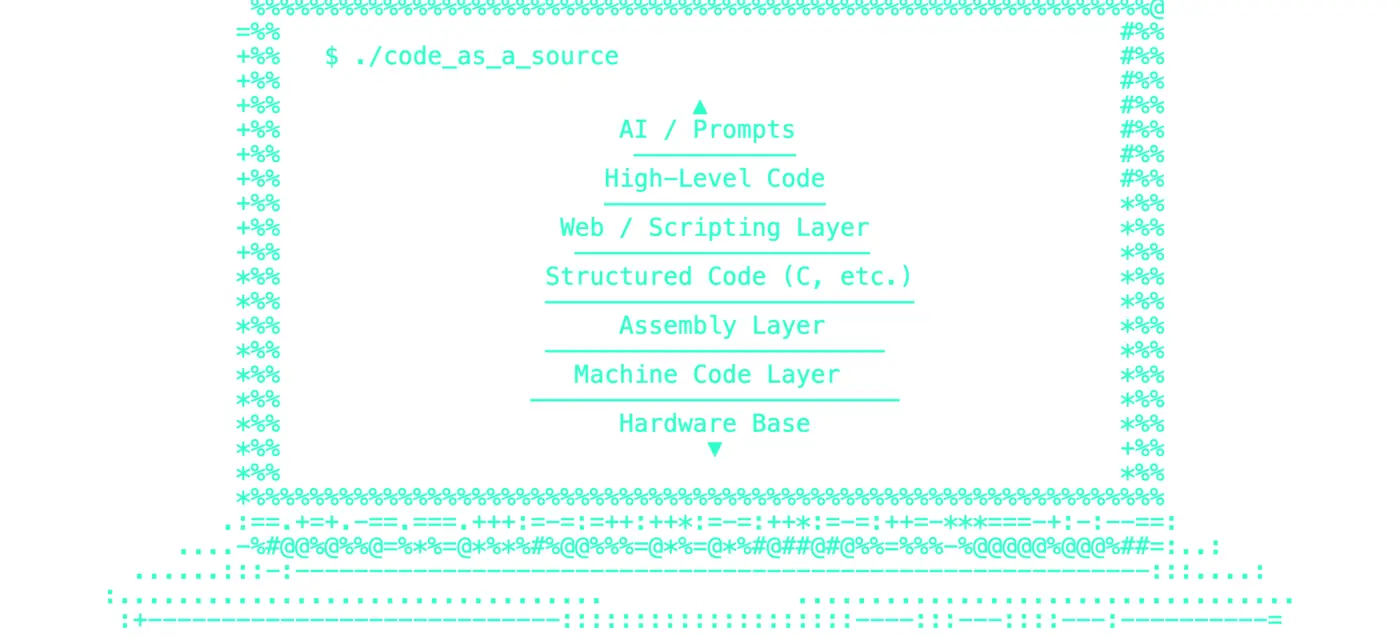 $ ./code_as_a_source
▲
AI / Prompts
High-Level Code
Web / Scripting Layer
Structured Code (C, etc.)
Assembly Layer
Machine Code Layer
Hardware Base
▼